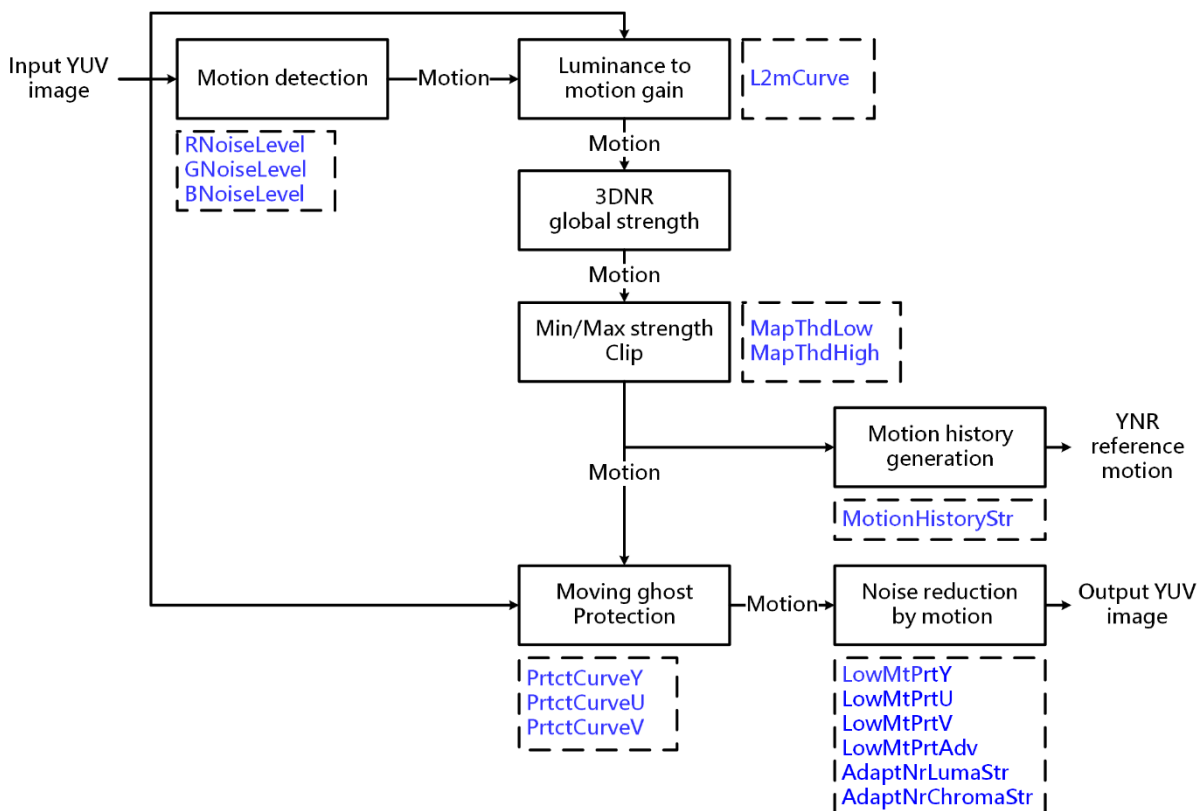 Input YUV
image
Motion detection
Motion
Luminance to
motion gain
L2mCurve
RNoiseLevel
GNoiseLevel
BNoiseLevel
Motion
3DNR
global strength
Motion
Min/Max strength
Clip
MapThdLow
MapThdHigh
Motion history
generation
YNR
reference
motion
Motion
MotionHistoryStr
Moving ghost
Protection
Motion
Noise reduction
by motion
Output YUV
image
PrtctCurveY
PrtctCurveU
PrtctCurveV
LowMtPrtY
LowMtPrtU
LowMtPrtV
LowMtPrtAdv
AdaptNrLumaStr
AdaptNrChromaStr